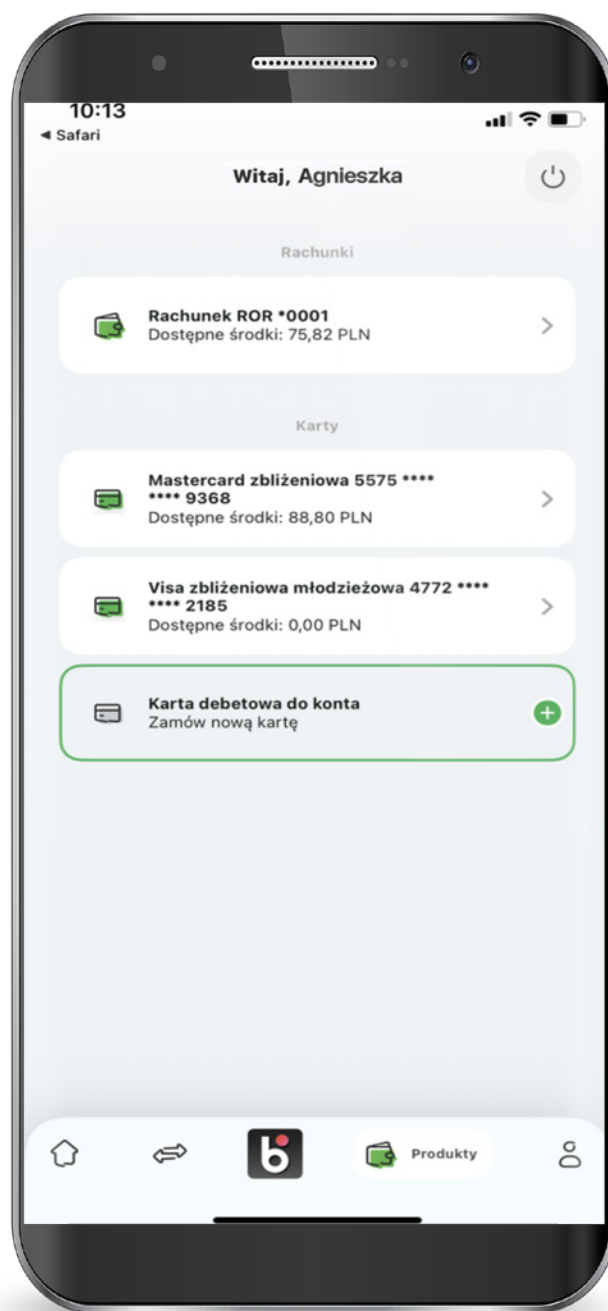 10:13
◀ Safari
Witaj, Agnieszka
Rachunki
Rachunek ROR *0001
Dostępne środki: 75,82 PLN
Karty
Mastercard zbliżeniowa 5575 ****
**** 9368
Dostępne środki: 88,80 PLN
Visa zbliżeniowa młodzieżowa 4772 ****
**** 2185
Dostępne środki: 0,00 PLN
Karta debetowa do konta
Zamów nową kartę
b
Produkty